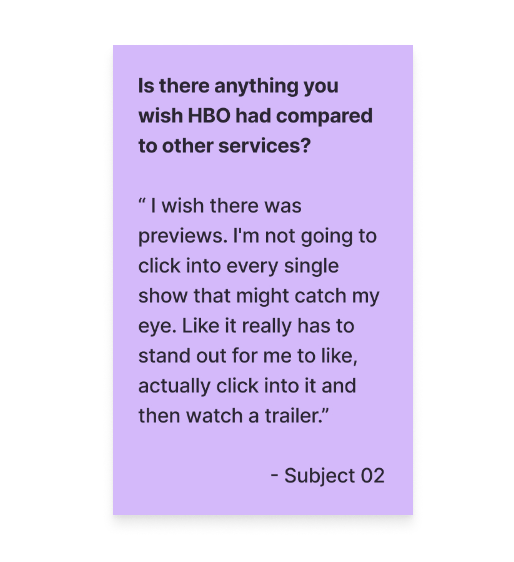 Is there anything you
wish HBO had compared
to other services?
“ I wish there was
previews. I'm not going to
click into every single
show that might catch my
eye. Like it really has to
stand out for me to like,
actually click into it and
then watch a trailer.”
- Subject 02